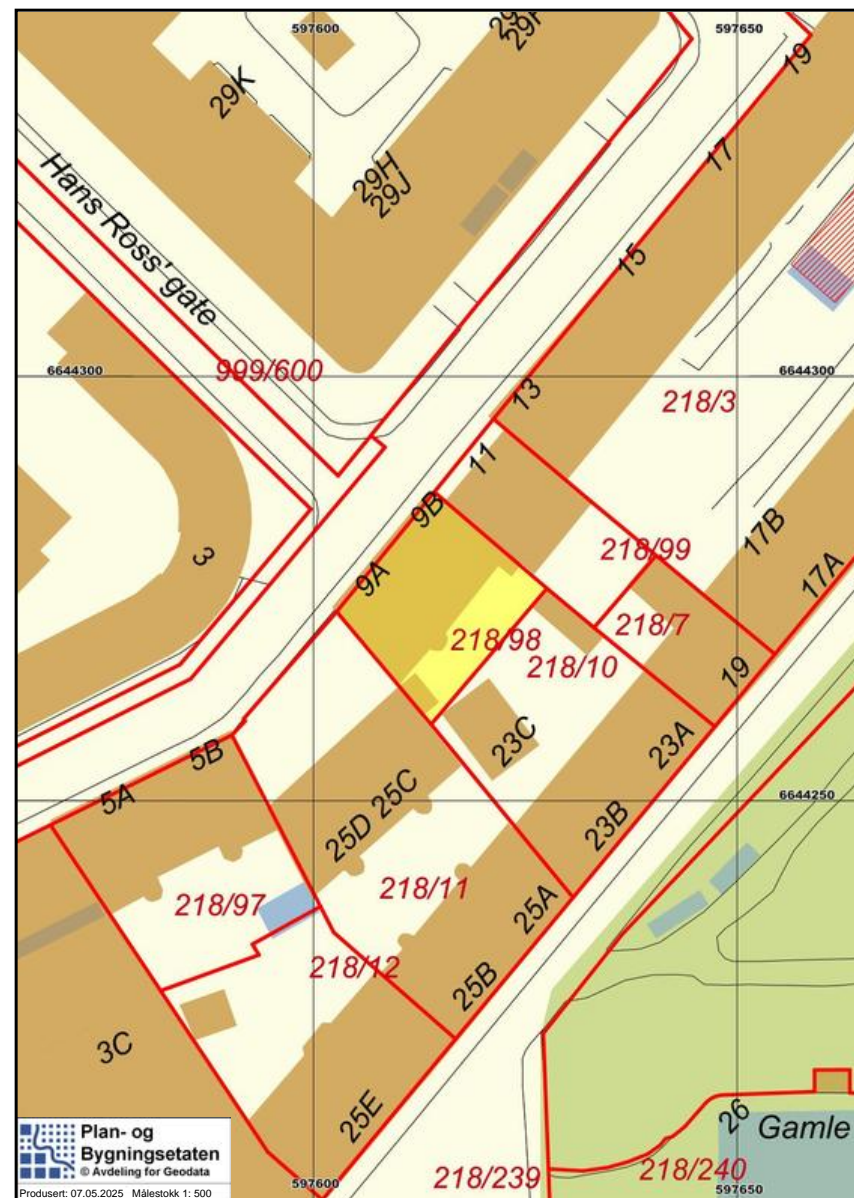 597600
597650
29K
29H
29J
19
17
15
Hans Ross' gate
6644300
999/600
6644300
13
218/3
11
9B
17B
218/99
3
9A
17A
218/98
218/7
218/10
19
23C
23A
5B
5A
6644250
25C
25D
23B
218/97
218/11
25A
218/12
25B
3C
25E
26
Gamle
218/239
218/240
597600
597650
Plan- og
Bygningsetaten
© Avdeling for Geodata
Produsert: 07.05.2025 Målestokk 1: 500